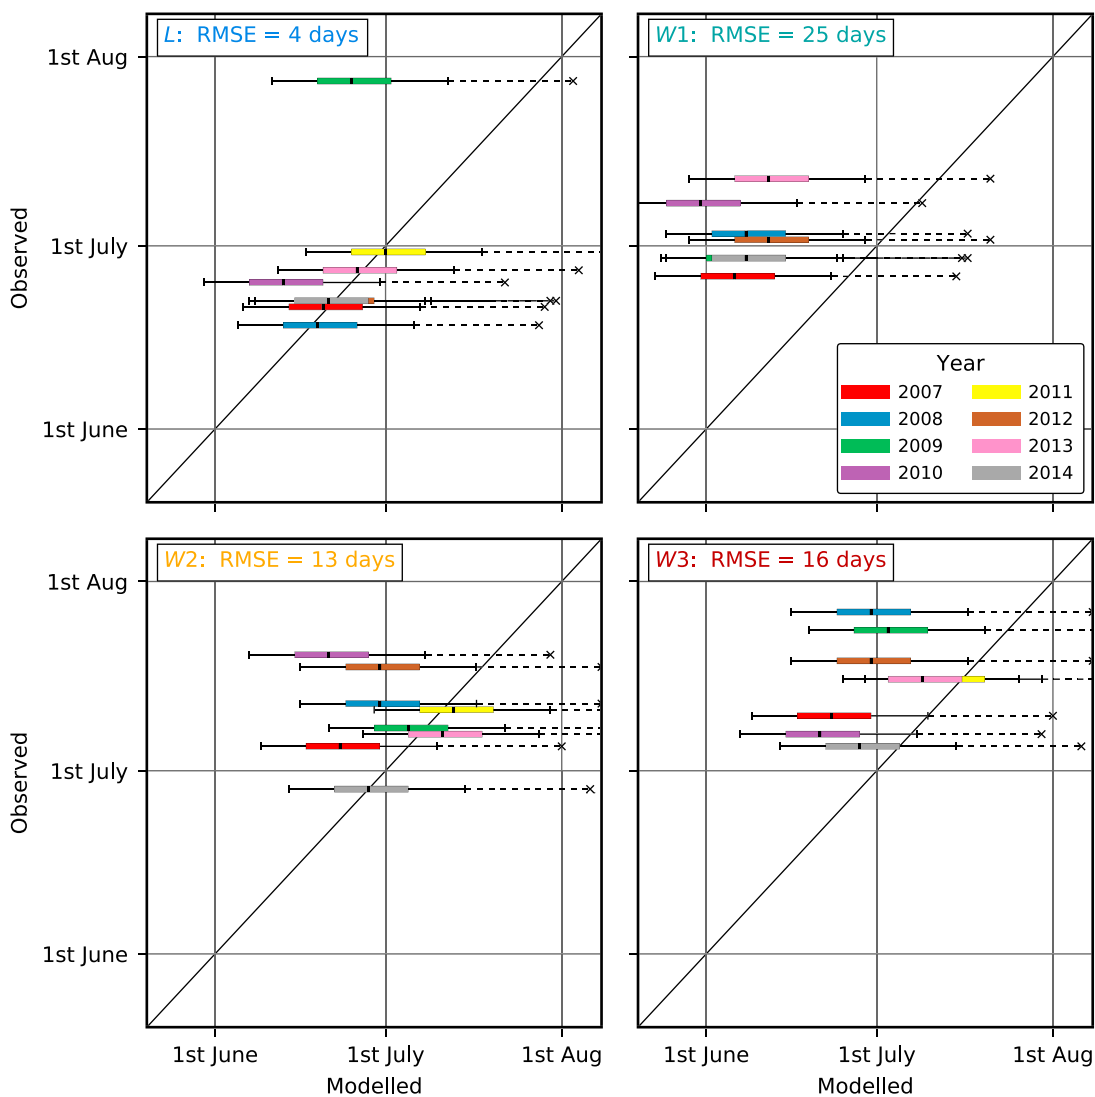 L: RMSE = 4 days
W1: RMSE = 25 days
1st Aug
1st July
1st June
Observed
Year
2007 2011
2008 2012
2009 2013
2010 2014
W2: RMSE = 13 days
W3: RMSE = 16 days
1st Aug
1st July
1st June
Observed
1st June 1st July 1st Aug
Modelled
1st June 1st July 1st Aug
Modelled